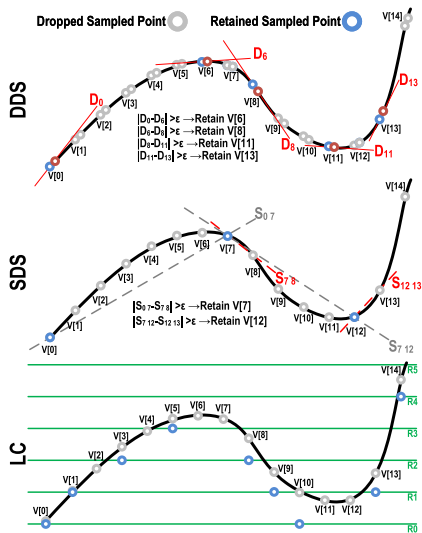 Dropped Sampled Point
Retained Sampled Point
DDS
V[0]
V[1]
V[2]
V[3]
V[4]
V[5]
V[6]
V[7]
V[8]
V[9]
V[10]
V[11]
V[12]
V[13]
V[14]
D0
D6
D8
D11
D13
|D0-D6| >ε →Retain V[6]
|D6-D8| >ε →Retain V[8]
|D8-D11| >ε →Retain V[11]
|D11-D13| >ε →Retain V[13]
SDS
V[0]
V[1]
V[2]
V[3]
V[4]
V[5]
V[6]
V[7]
V[8]
V[9]
V[10]
V[11]
V[12]
V[13]
V[14]
S0 7
S7 8
S12 13
S7 12
|S0 7-S7 8| >ε →Retain V[7]
|S7 12-S12 13| >ε →Retain V[12]
LC
V[0]
V[1]
V[2]
V[3]
V[4]
V[5]
V[6]
V[7]
V[8]
V[9]
V[10]
V[11]
V[12]
V[13]
V[14]
R5
R4
R3
R2
R1
R0